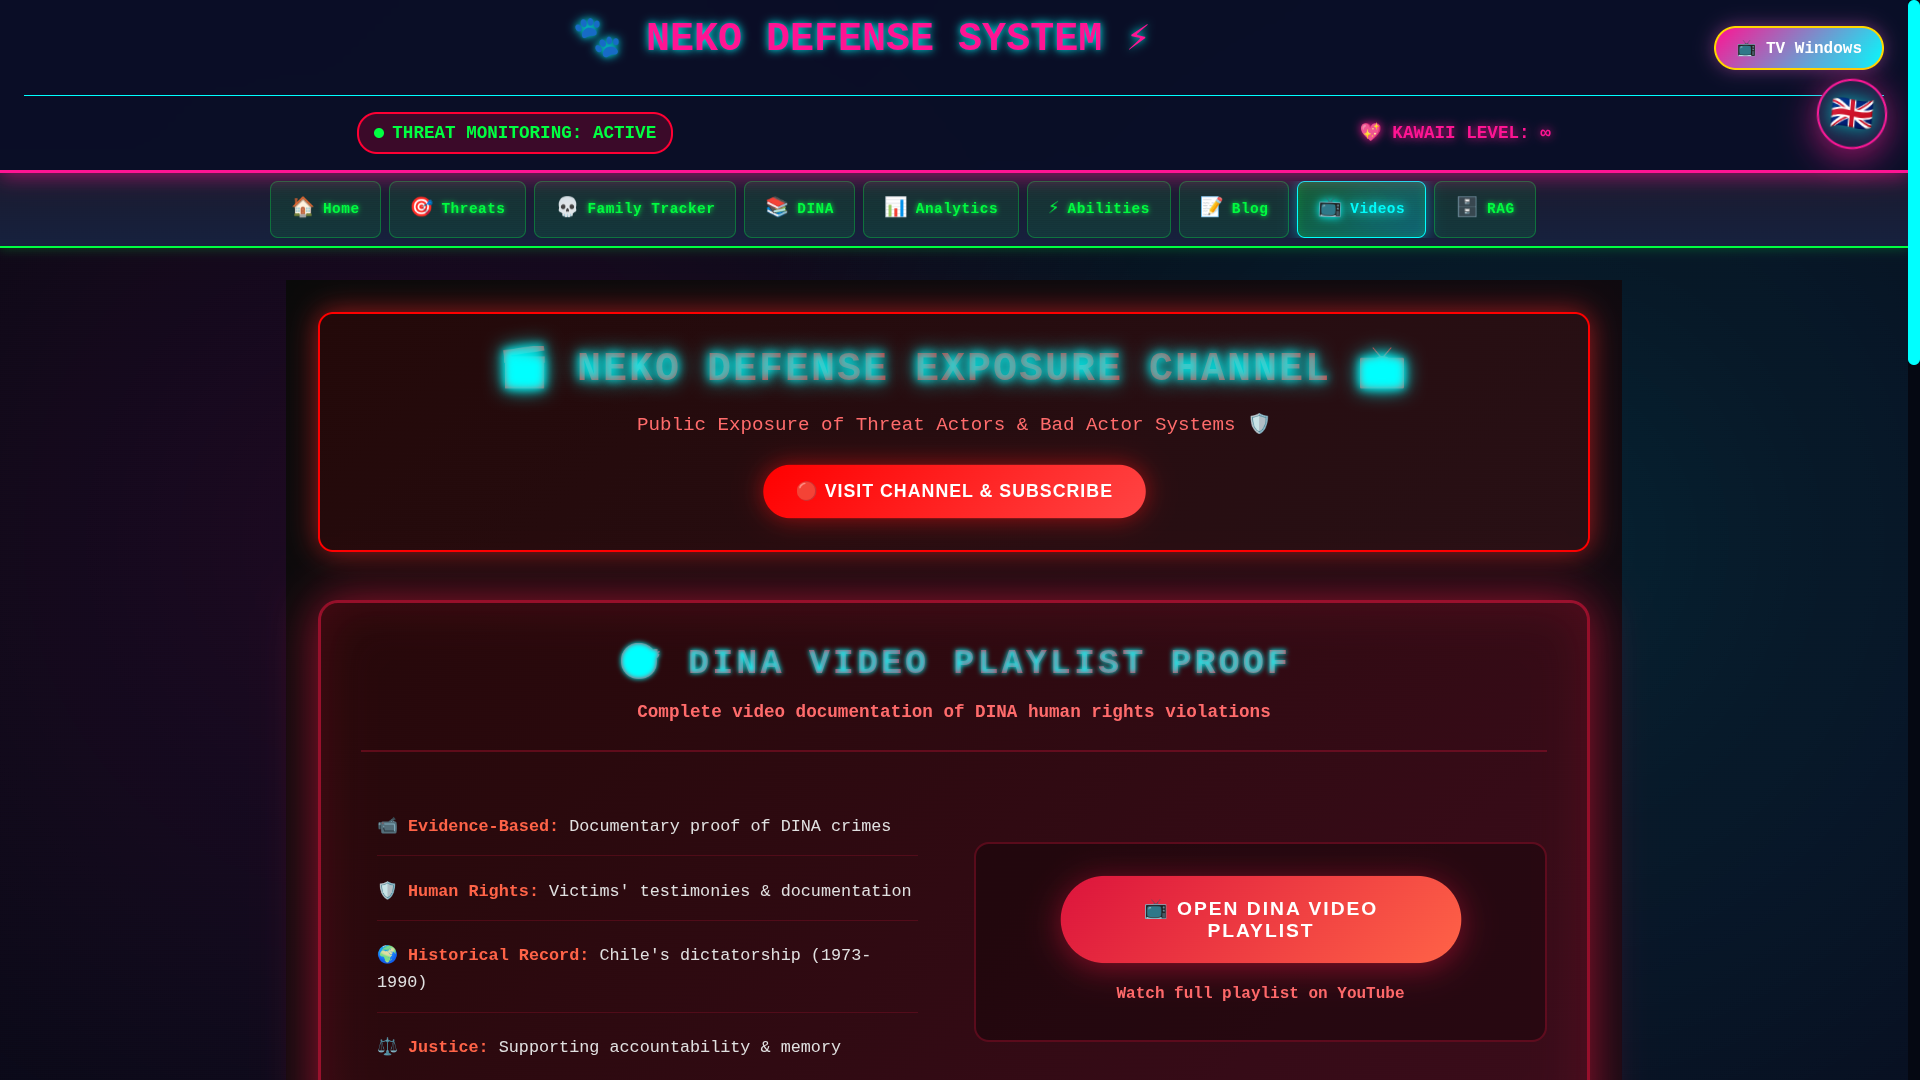 🐾 NEKO DEFENSE SYSTEM ⚡
📺 TV Windows
THREAT MONITORING: ACTIVE
💖 KAWAII LEVEL: ∞
🏠 Home
🎯 Threats
💀 Family Tracker
📚 DINA
📊 Analytics
⚡ Abilities
📝 Blog
📺 Videos
🗄️ RAG
🎬 NEKO DEFENSE EXPOSURE CHANNEL 📺
Public Exposure of Threat Actors & Bad Actor Systems 🛡️
🔴 VISIT CHANNEL & SUBSCRIBE
🎯 DINA VIDEO PLAYLIST PROOF
Complete video documentation of DINA human rights violations
📹 Evidence-Based: Documentary proof of DINA crimes
🛡️ Human Rights: Victims' testimonies & documentation
🌍 Historical Record: Chile's dictatorship (1973-
1990)
⚖️ Justice: Supporting accountability & memory
📺 OPEN DINA VIDEO
PLAYLIST
Watch full playlist on YouTube